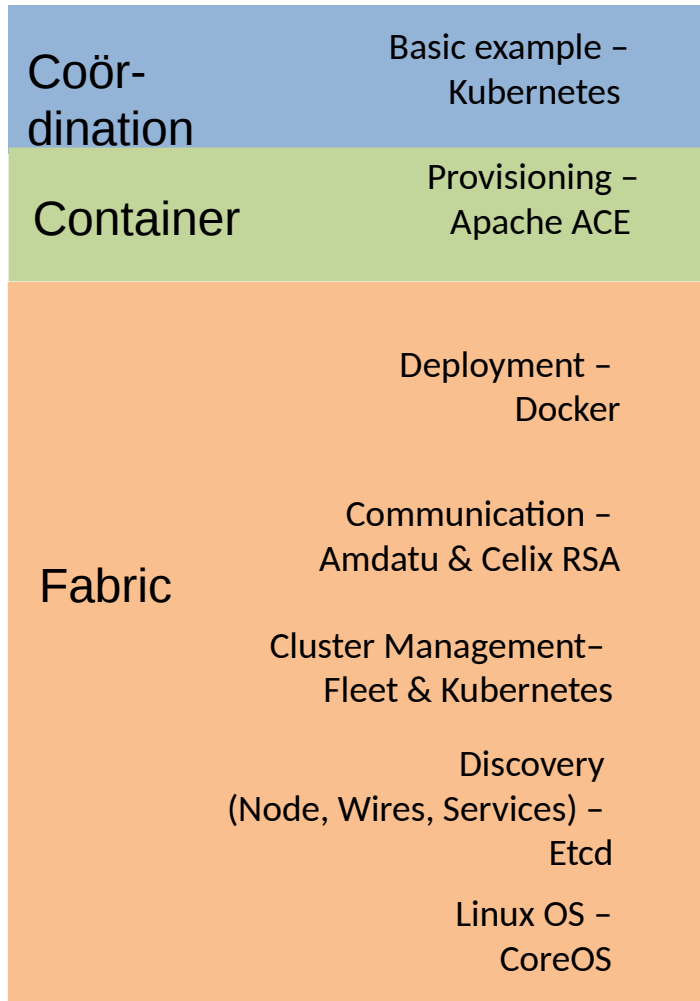 Coör-
dination
Basic example –
Kubernetes
Container
Provisioning –
Apache ACE
Fabric
Deployment –
Docker
Communication –
Amdatu & Celix RSA
Cluster Management–
Fleet & Kubernetes
Discovery
(Node, Wires, Services) –
Etcd
Linux OS –
CoreOS